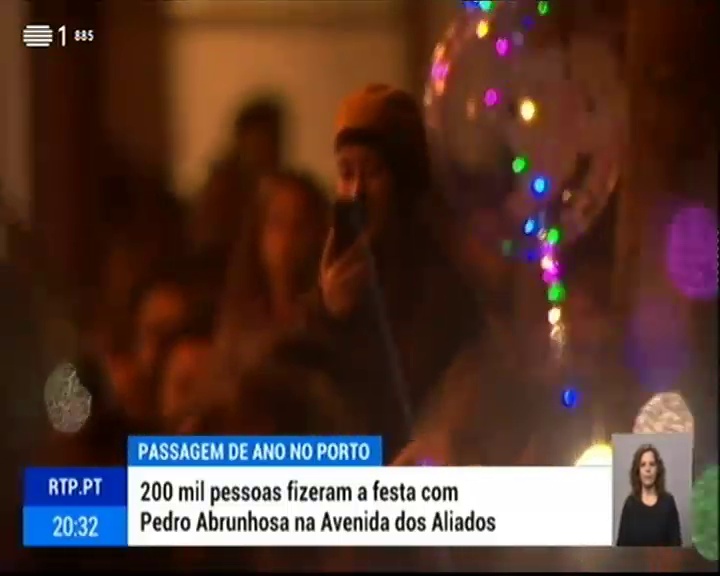 1 885
PASSAGEM DE ANO NO PORTO
RTP.PT
200 mil pessoas fizeram a festa com
20:32
Pedro Abrunhosa na Avenida dos Aliados